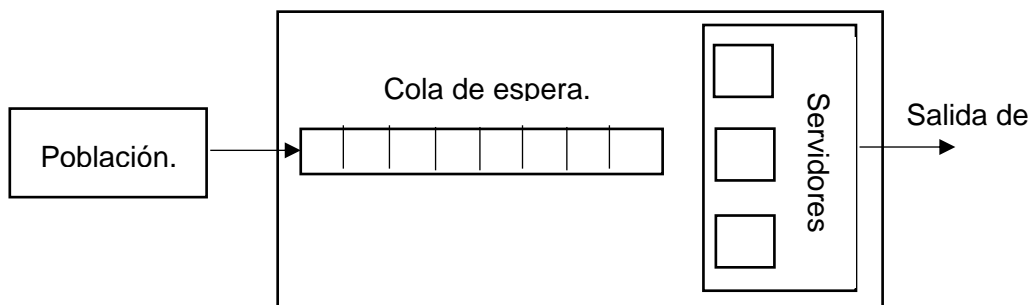 Población.
Cola de espera.
Servidores
Salida de